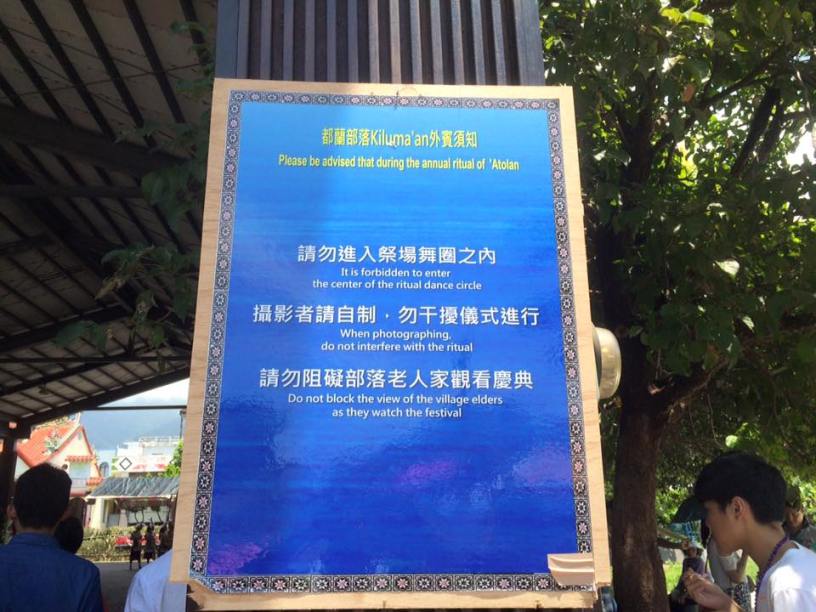 都蘭部落Kiluma'an外賓須知
Please be advised that during the annual ritual of 'Atolan
請勿進入祭場舞圈之內
It is forbidden to enter
the center of the ritual dance circle
攝影者請自制，勿干擾儀式進行
When photographing,
do not interfere with the ritual
請勿阻礙部落老人家觀看慶典
Do not block the view of the village elders
as they watch the festival